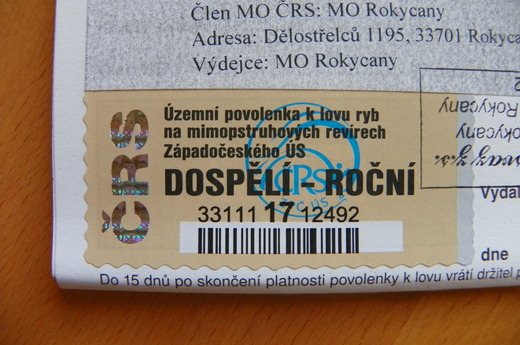 Člen MO ČRS: MO Rokycany
Adresa: Dělostřelců 1195, 33701 Rokyca
Výdejce: MO Rokycany
ČRS
Územní povolenka k lovu ryb
na mimopstruhových revírech
Západočeského ÚS
DOSPĚLÍ - ROČNÍ
33111 17 12492
Rokycany
Rokycany
Vydal
dne
Do 15 dnů po skončení platnosti povolenky k lovu vrátí držitel p